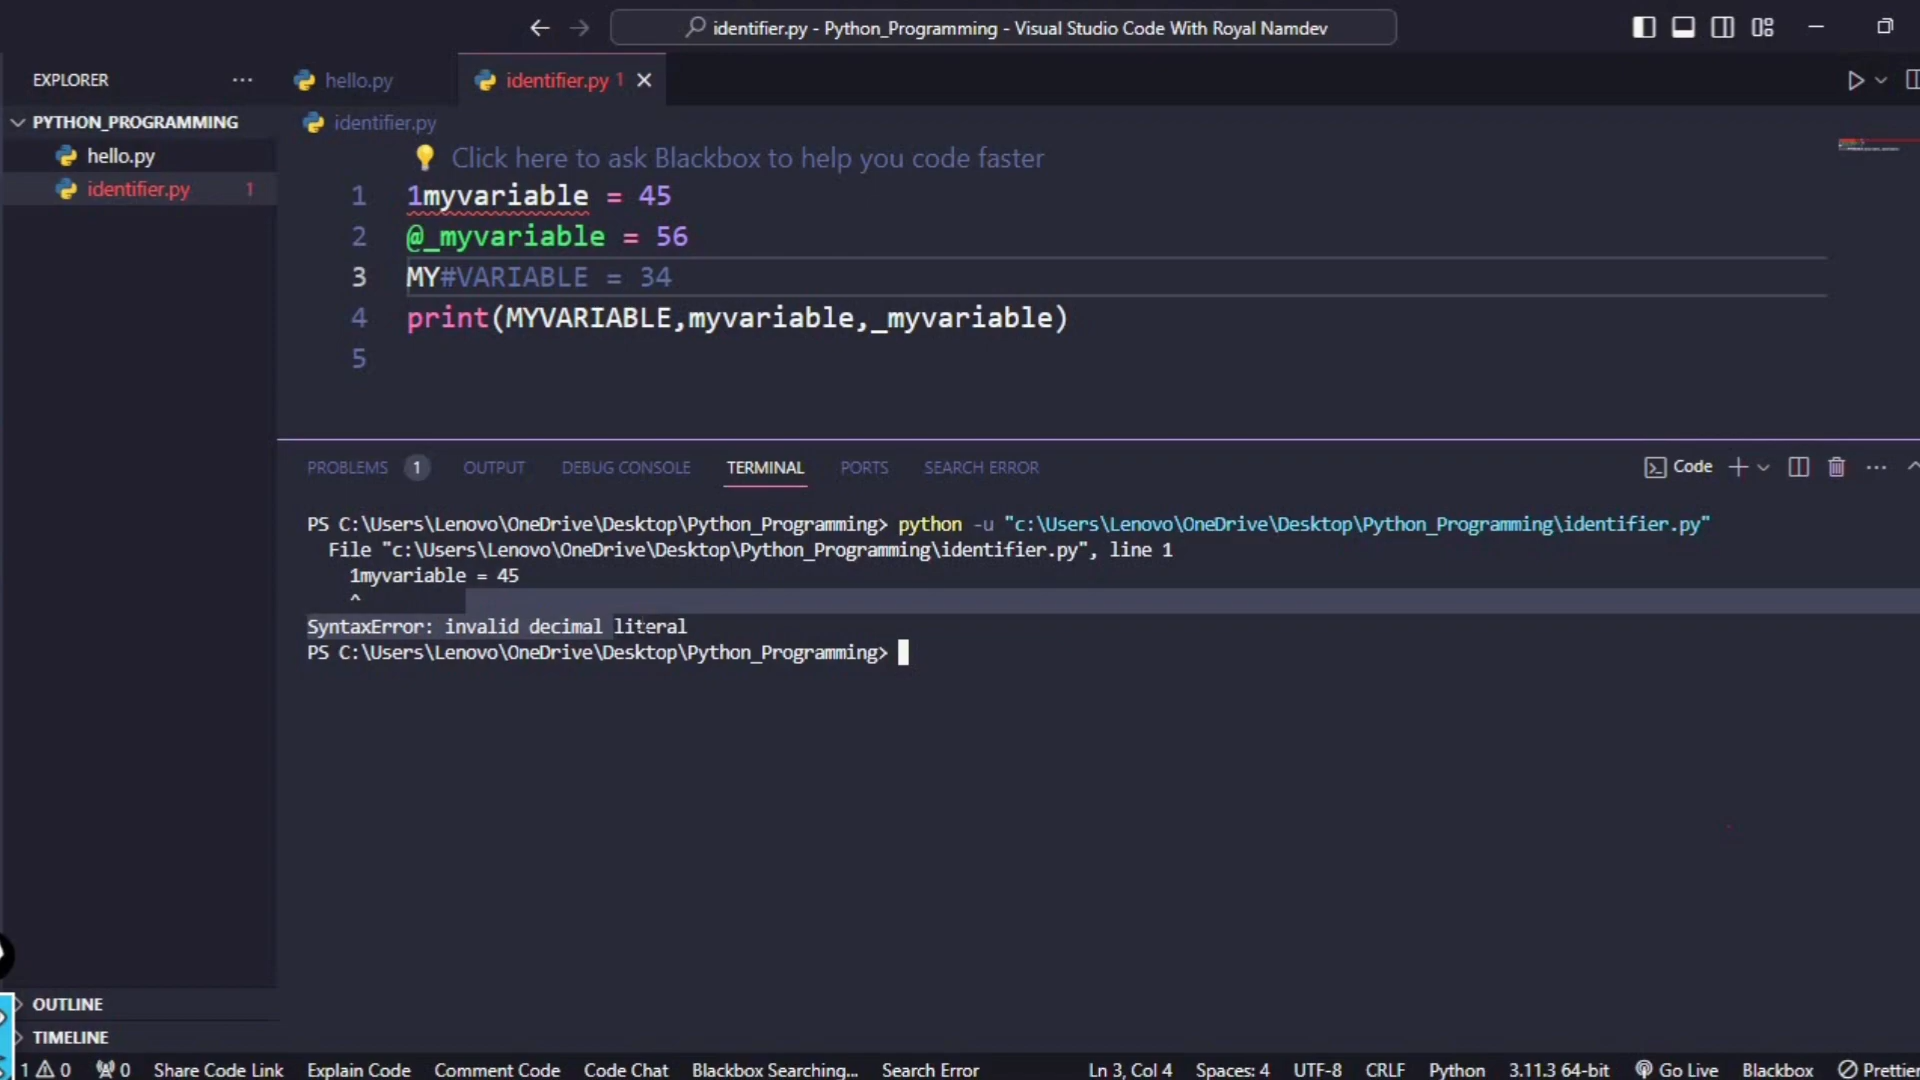 identifier.py - Python_Programming - Visual Studio Code With Royal Namdev
EXPLORER
hello.py
identifier.py 1
PYTHON_PROGRAMMING
hello.py
identifier.py 1
identifier.py
Click here to ask Blackbox to help you code faster
1 1myvariable = 45
2 @_myvariable = 56
3 MY#VARIABLE = 34
4 print(MYVARIABLE,myvariable,_myvariable)
5
PROBLEMS 1 OUTPUT DEBUG CONSOLE TERMINAL PORTS SEARCH ERROR
Code
PS C:\Users\Lenovo\OneDrive\Desktop\Python_Programming> python -u "c:\Users\Lenovo\OneDrive\Desktop\Python_Programming\identifier.py"
File "c:\Users\Lenovo\OneDrive\Desktop\Python_Programming\identifier.py", line 1
1myvariable = 45
^
SyntaxError: invalid decimal literal
PS C:\Users\Lenovo\OneDrive\Desktop\Python_Programming>
OUTLINE
TIMELINE
1 0 0 Share Code Link Explain Code Comment Code Code Chat Blackbox Searching... Search Error Ln 3, Col 4 Spaces: 4 UTF-8 CRLF Python 3.11.3 64-bit Go Live Blackbox Prettier